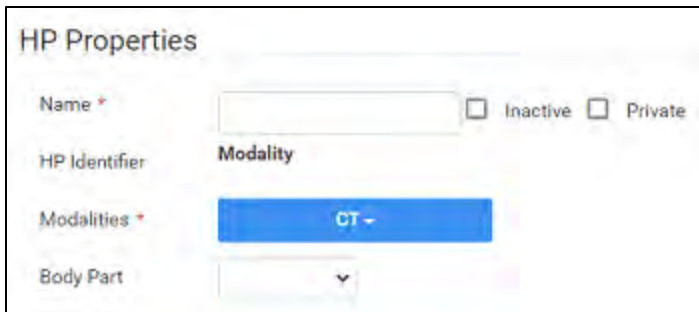 HP Properties
Name * Inactive Private
HP Identifier Modality
Modalities * CT
Body Part